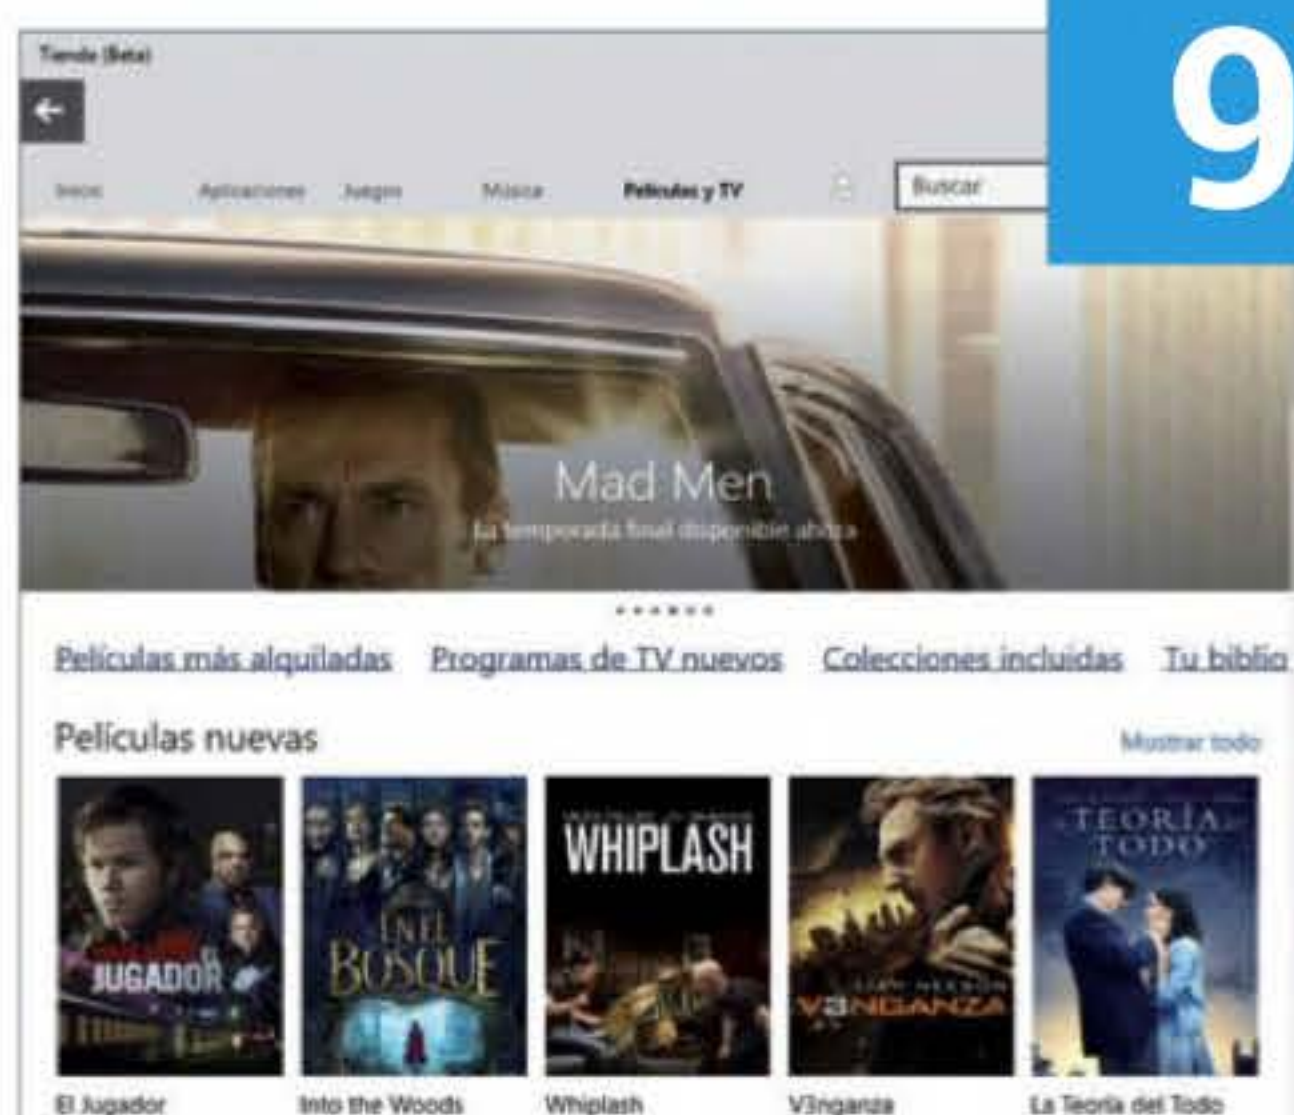 Tienda (Beta)
9
Inicio Aplicaciones Juegos Música Películas y TV Buscar
Mad Men
La temporada final disponible ahora
Películas más alquiladas Programas de TV nuevos Colecciones incluidas Tu biblio
Películas nuevas Mostrar todo
JUGADOR
EN EL
BOSQUE
WHIPLASH
LIAM NEESON
V3NGANZA
TEORÍA
TODO
El Jugador Into the Woods Whiplash V3nganza La Teoría del Todo